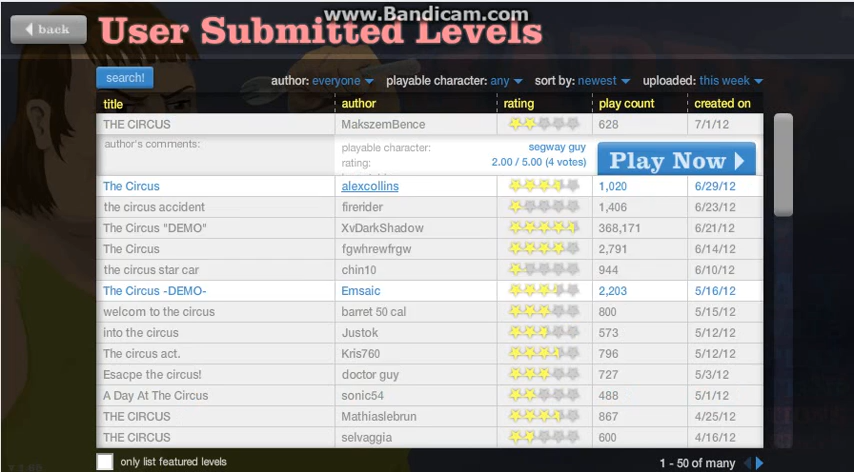 www.Bandicam.com
back
User Submitted Levels
search!
author: everyone playable character: any sort by: newest uploaded: this week
title author rating play count created on
THE CIRCUS MakszemBence 628 7/1/12
author's comments:
playable character: segway guy
rating: 2.00 / 5.00 (4 votes)
Play Now
The Circus alexcollins 1,020 6/29/12
the circus accident firerider 1,406 6/23/12
The Circus "DEMO" XvDarkShadow 368,171 6/21/12
The Circus fgwhrewfrgw 2,791 6/14/12
the circus star car chin10 944 6/10/12
The Circus -DEMO- Emsaic 2,203 5/16/12
welcom to the circus barret 50 cal 800 5/15/12
into the circus Justok 573 5/12/12
The circus act. Kris760 796 5/12/12
Esacpe the circus! doctor guy 727 5/3/12
A Day At The Circus sonic54 488 5/1/12
THE CIRCUS Mathiaslebrun 867 4/25/12
THE CIRCUS selvaggia 600 4/16/12
only list featured levels 1 - 50 of many